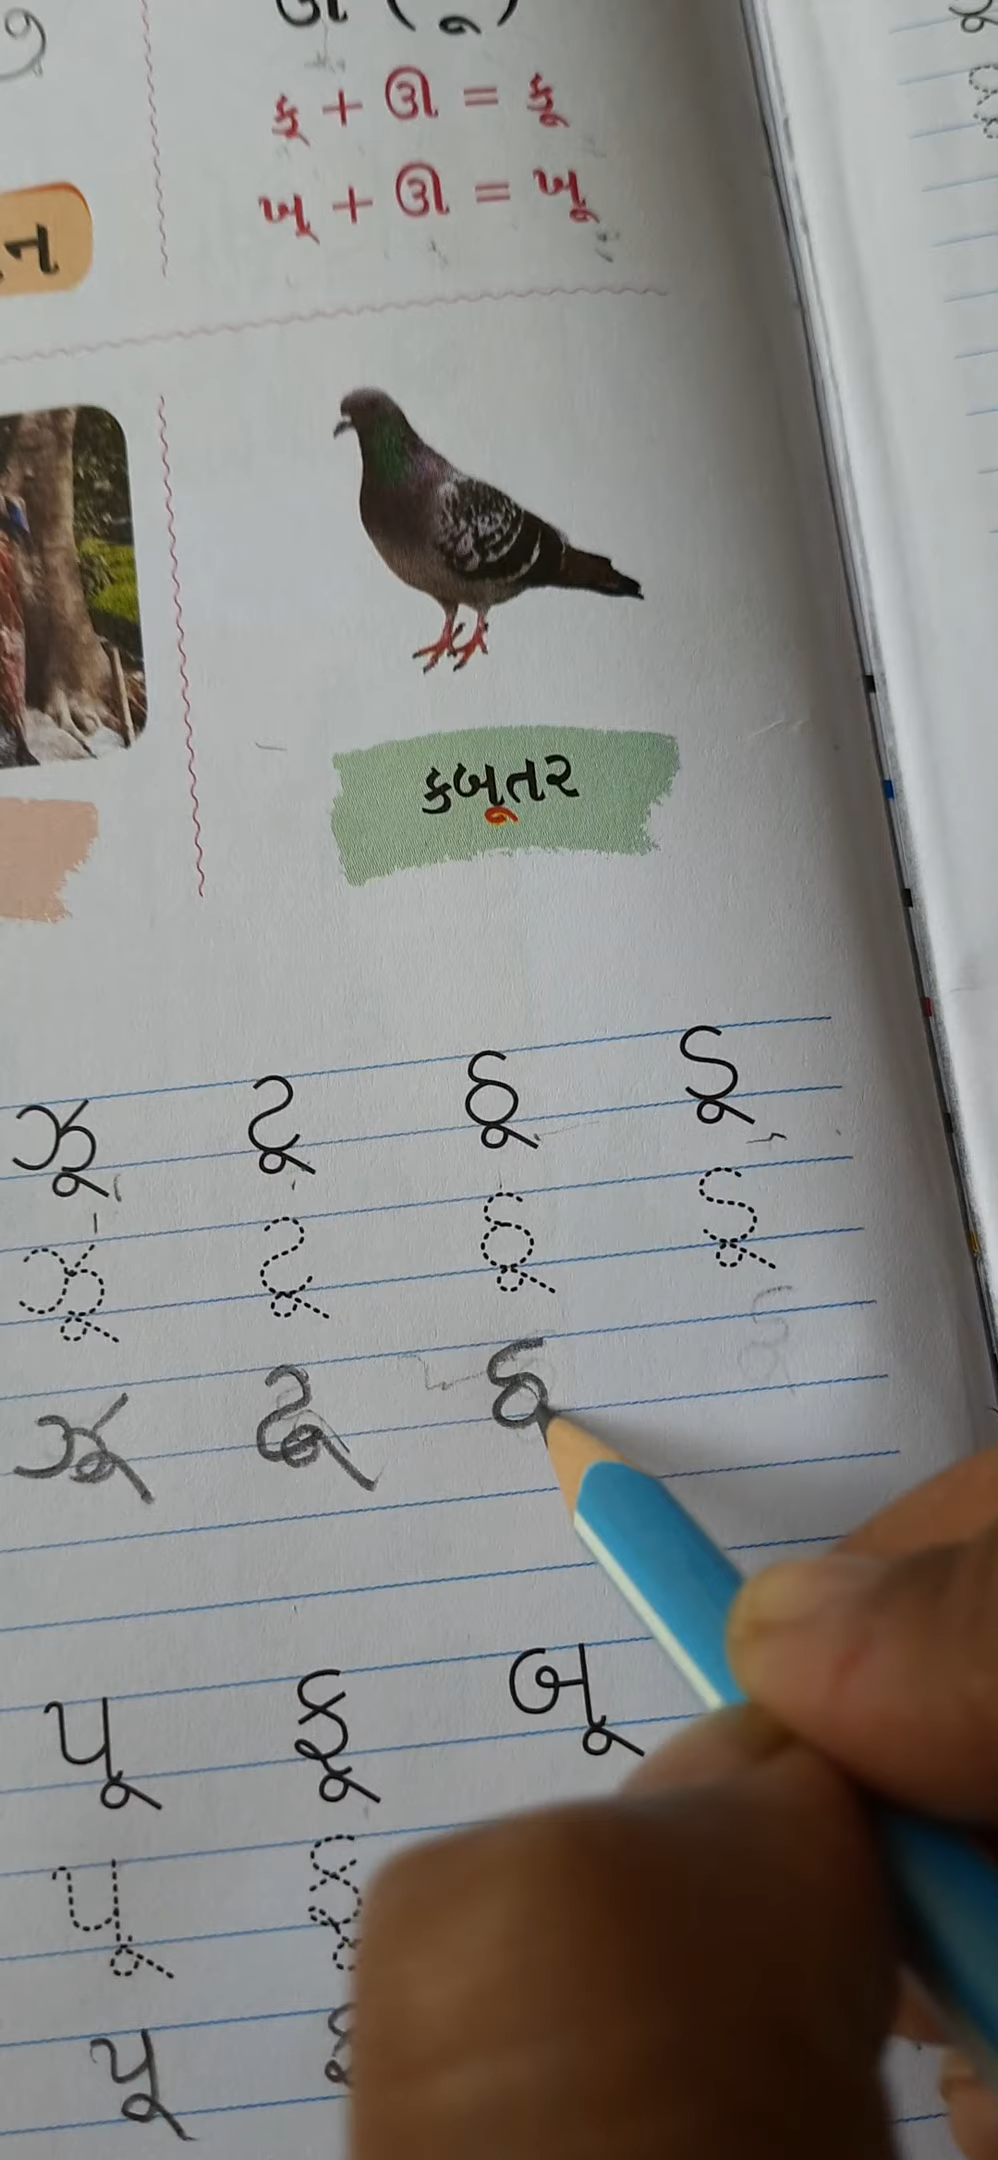 ઊ ( ૂ )
ક + ઊ = કૂ
ખ + ઊ = ખૂ
કબૂતર
ઝૂ ટૂ ઠૂ ડૂ
ઝૂ ટૂ ઠૂ ડૂ
ઝૂ ટૂ ઠ
પૂ ફૂ બૂ
પૂ ફૂ
પૂ